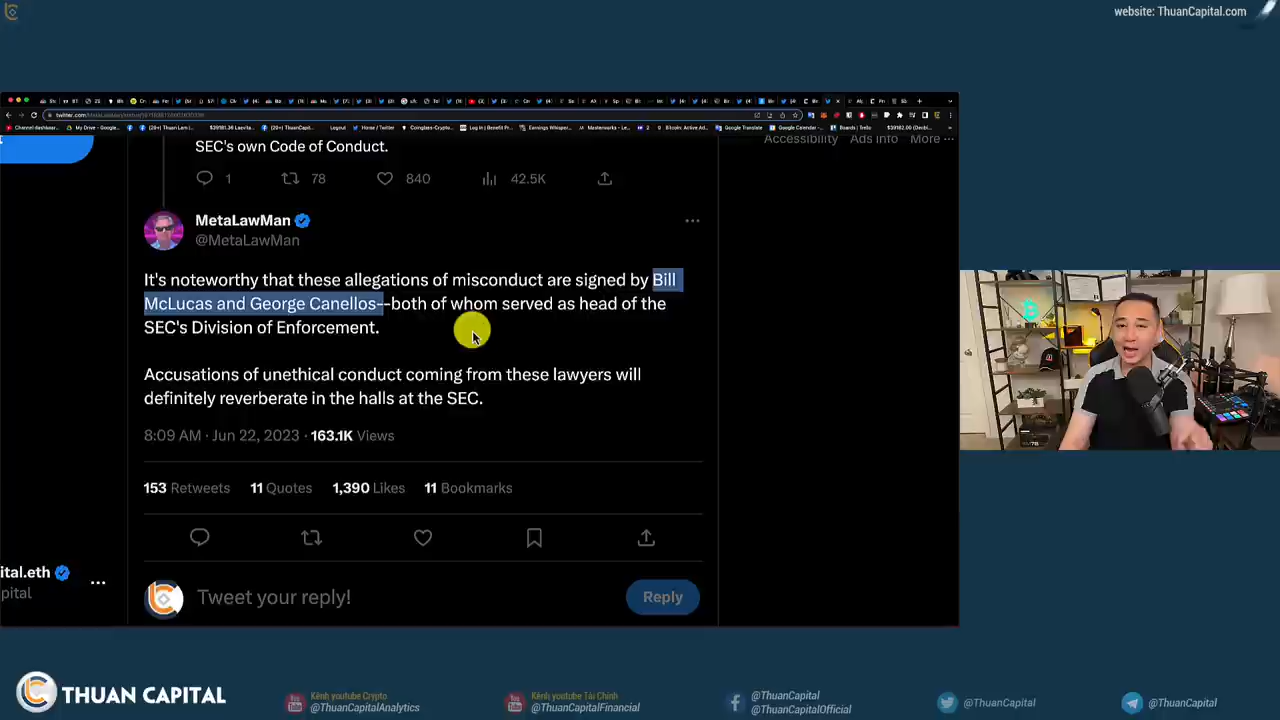 website: ThuanCapital.com
Accessibility Ads info More
SEC's own Code of Conduct.
1 78 840 42.5K
MetaLawMan
@MetaLawMan
It's noteworthy that these allegations of misconduct are signed by Bill
McLucas and George Canellos--both of whom served as head of the
SEC's Division of Enforcement.
Accusations of unethical conduct coming from these lawyers will
definitely reverberate in the halls at the SEC.
8:09 AM · Jun 22, 2023 · 163.1K Views
153 Retweets 11 Quotes 1,390 Likes 11 Bookmarks
ital.eth
pital
Tweet your reply!
Reply
THUAN CAPITAL
Kênh youtube Crypto
@ThuanCapitalAnalytics
Kênh youtube Tài Chính
@ThuanCapitalFinancial
@ThuanCapital
@ThuanCapitalOfficial
@ThuanCapital
@ThuanCapital